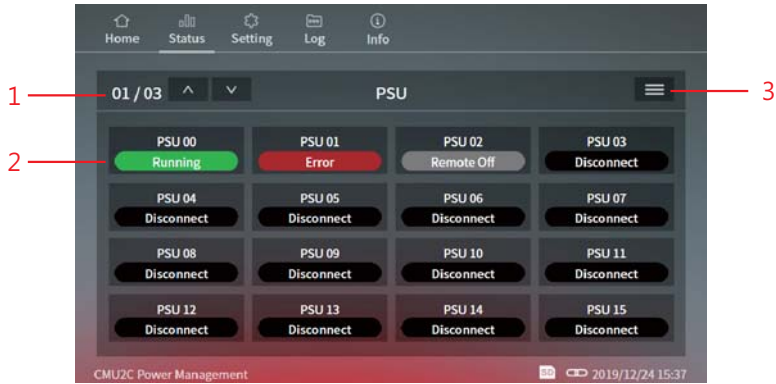 Home Status Setting Log Info
1 01 / 03 PSU 3
PSU 00 PSU 01 PSU 02 PSU 03
2 Running Error Remote Off Disconnect
PSU 04 PSU 05 PSU 06 PSU 07
Disconnect Disconnect Disconnect Disconnect
PSU 08 PSU 09 PSU 10 PSU 11
Disconnect Disconnect Disconnect Disconnect
PSU 12 PSU 13 PSU 14 PSU 15
Disconnect Disconnect Disconnect Disconnect
CMU2C Power Management SD 2019/12/24 15:37